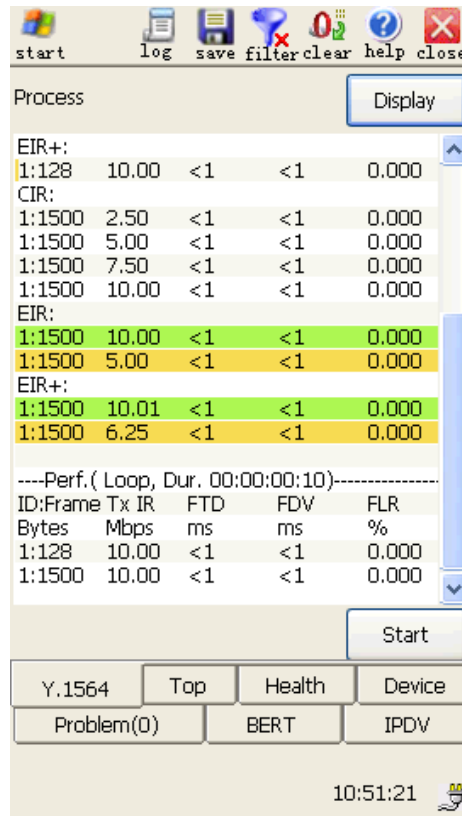 start log save filter clear help close
Process Display
EIR+:
1:128 10.00 <1 <1 0.000
CIR:
1:1500 2.50 <1 <1 0.000
1:1500 5.00 <1 <1 0.000
1:1500 7.50 <1 <1 0.000
1:1500 10.00 <1 <1 0.000
EIR:
1:1500 10.00 <1 <1 0.000
1:1500 5.00 <1 <1 0.000
EIR+:
1:1500 10.01 <1 <1 0.000
1:1500 6.25 <1 <1 0.000
----Perf.( Loop, Dur. 00:00:00:10)----------------
ID:Frame Tx IR FTD FDV FLR
Bytes Mbps ms ms %
1:128 10.00 <1 <1 0.000
1:1500 10.00 <1 <1 0.000
Start
Y.1564 Top Health Device
Problem(0) BERT IPDV
10:51:21